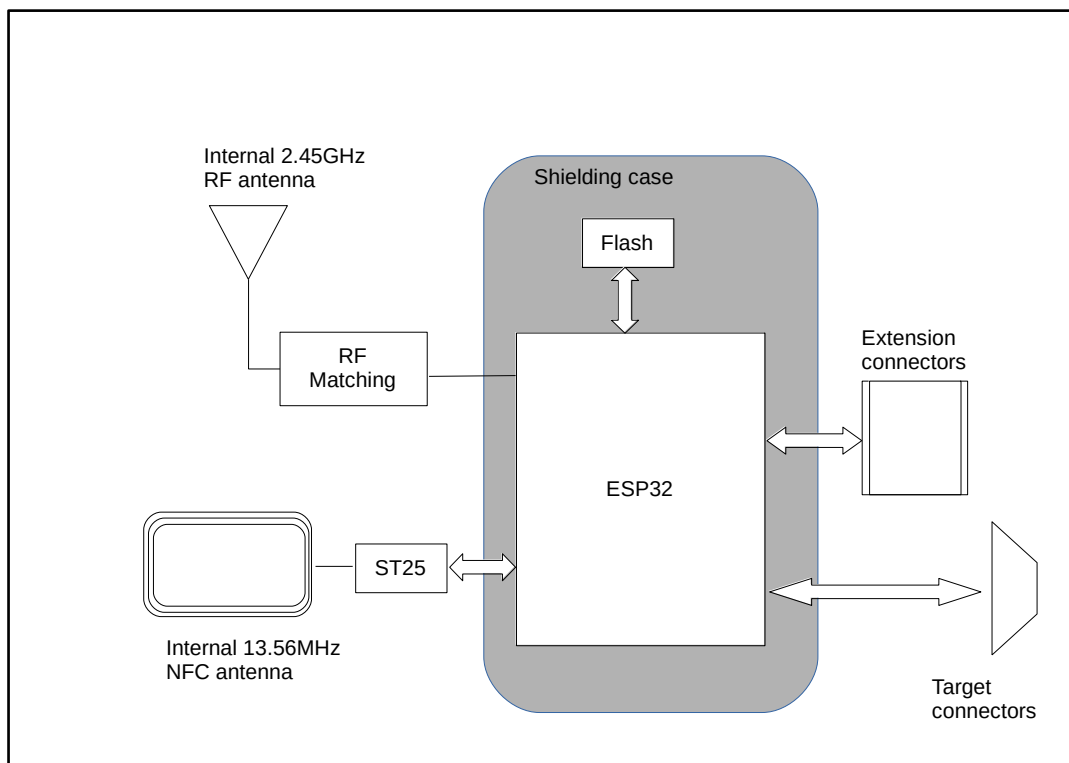 Internal 2.45GHz
RF antenna
Shielding case
Flash
RF
Matching
Extension
connectors
ESP32
ST25
Internal 13.56MHz
NFC antenna
Target
connectors